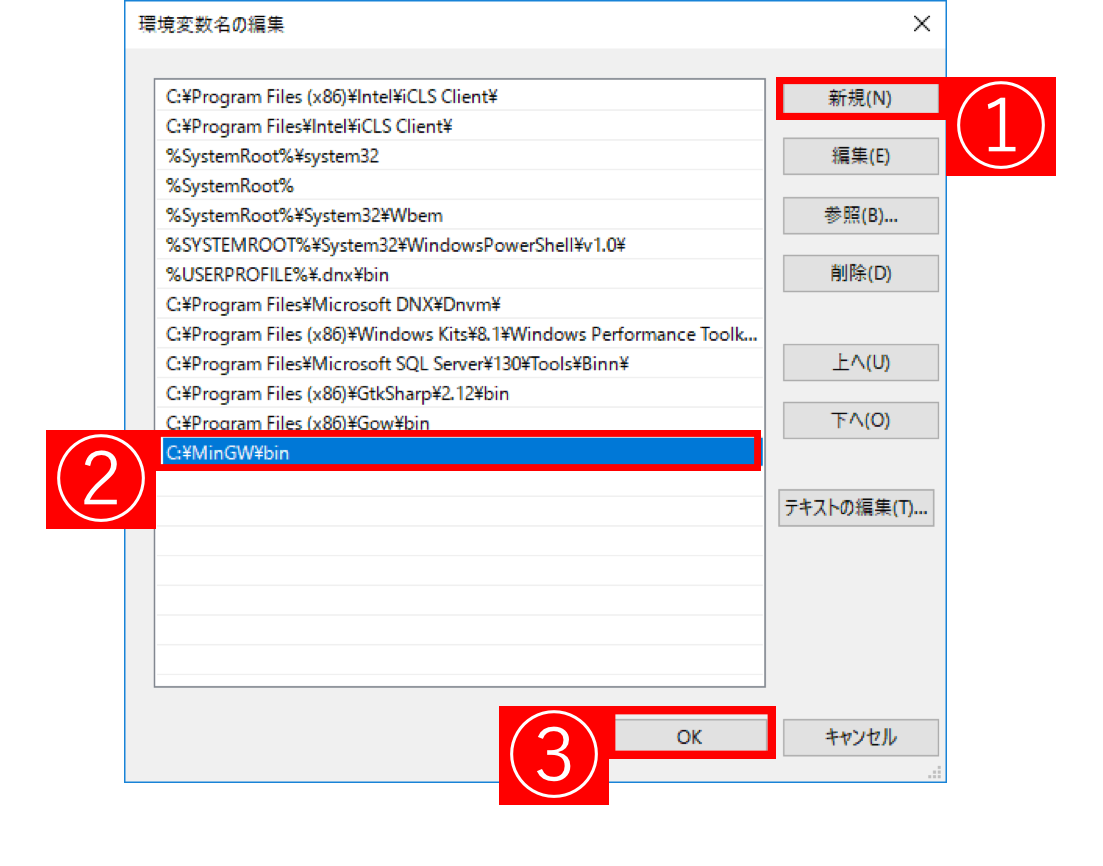 環境変数名の編集
C:¥Program Files (x86)¥Intel¥iCLS Client¥
C:¥Program Files¥Intel¥iCLS Client¥
%SystemRoot%¥system32
%SystemRoot%
%SystemRoot%¥System32¥Wbem
%SYSTEMROOT%¥System32¥WindowsPowerShell¥v1.0¥
%USERPROFILE%¥.dnx¥bin
C:¥Program Files¥Microsoft DNX¥Dnvm¥
C:¥Program Files (x86)¥Windows Kits¥8.1¥Windows Performance Toolk...
C:¥Program Files¥Microsoft SQL Server¥130¥Tools¥Binn¥
C:¥Program Files (x86)¥GtkSharp¥2.12¥bin
C:¥Program Files (x86)¥Gow¥bin
②
C:¥MinGW¥bin
新規(N)
①
編集(E)
参照(B)...
削除(D)
上へ(U)
下へ(O)
テキストの編集(T)...
③
OK
キャンセル